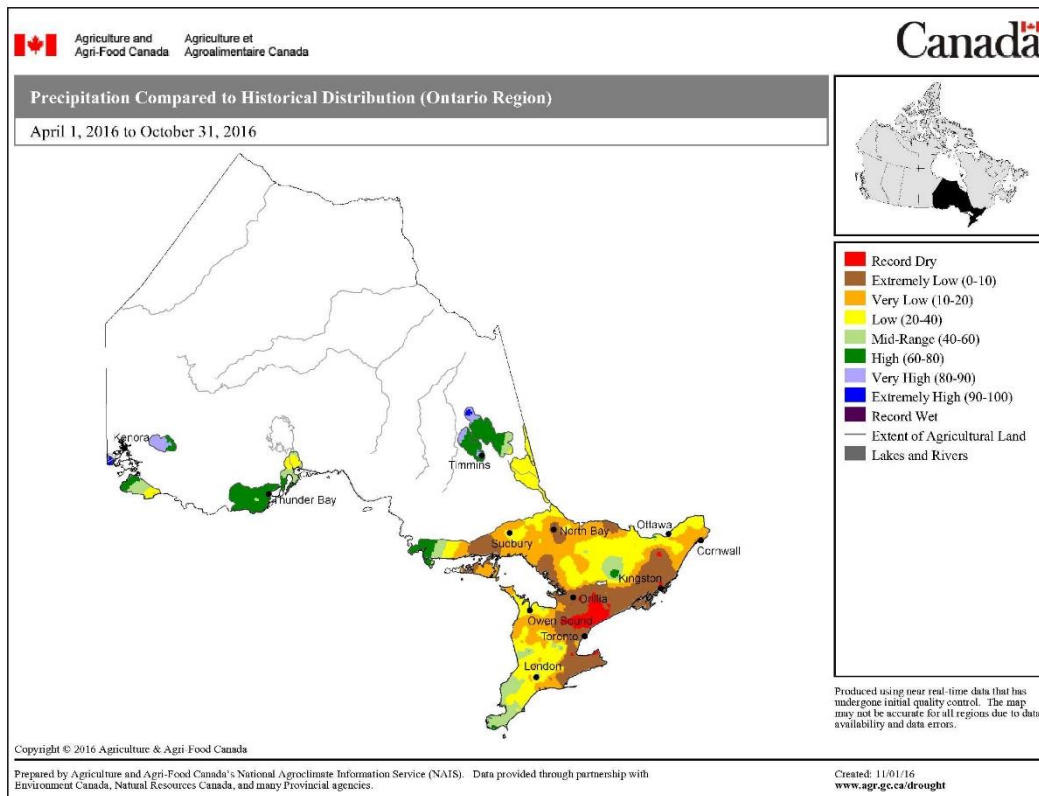 Agriculture and
Agri-Food Canada
Agriculture et
Agroalimentaire Canada
Canada
Precipitation Compared to Historical Distribution (Ontario Region)
April 1, 2016 to October 31, 2016
Record Dry
Extremely Low (0-10)
Very Low (10-20)
Low (20-40)
Mid-Range (40-60)
High (60-80)
Very High (80-90)
Extremely High (90-100)
Record Wet
Extent of Agricultural Land
Lakes and Rivers
Kenora
Timmins
Thunder Bay
Sudbury
North Bay
Ottawa
Cornwall
Kingston
Orillia
Owen Sound
Toronto
London
Produced using near real-time data that has
undergone initial quality control. The map
may not be accurate for all regions due to data
availability and data errors.
Copyright © 2016 Agriculture & Agri-Food Canada
Prepared by Agriculture and Agri-Food Canada's National Agroclimate Information Service (NAIS). Data provided through partnership with
Environment Canada, Natural Resources Canada, and many Provincial agencies.
Created: 11/01/16
www.agr.gc.ca/drought